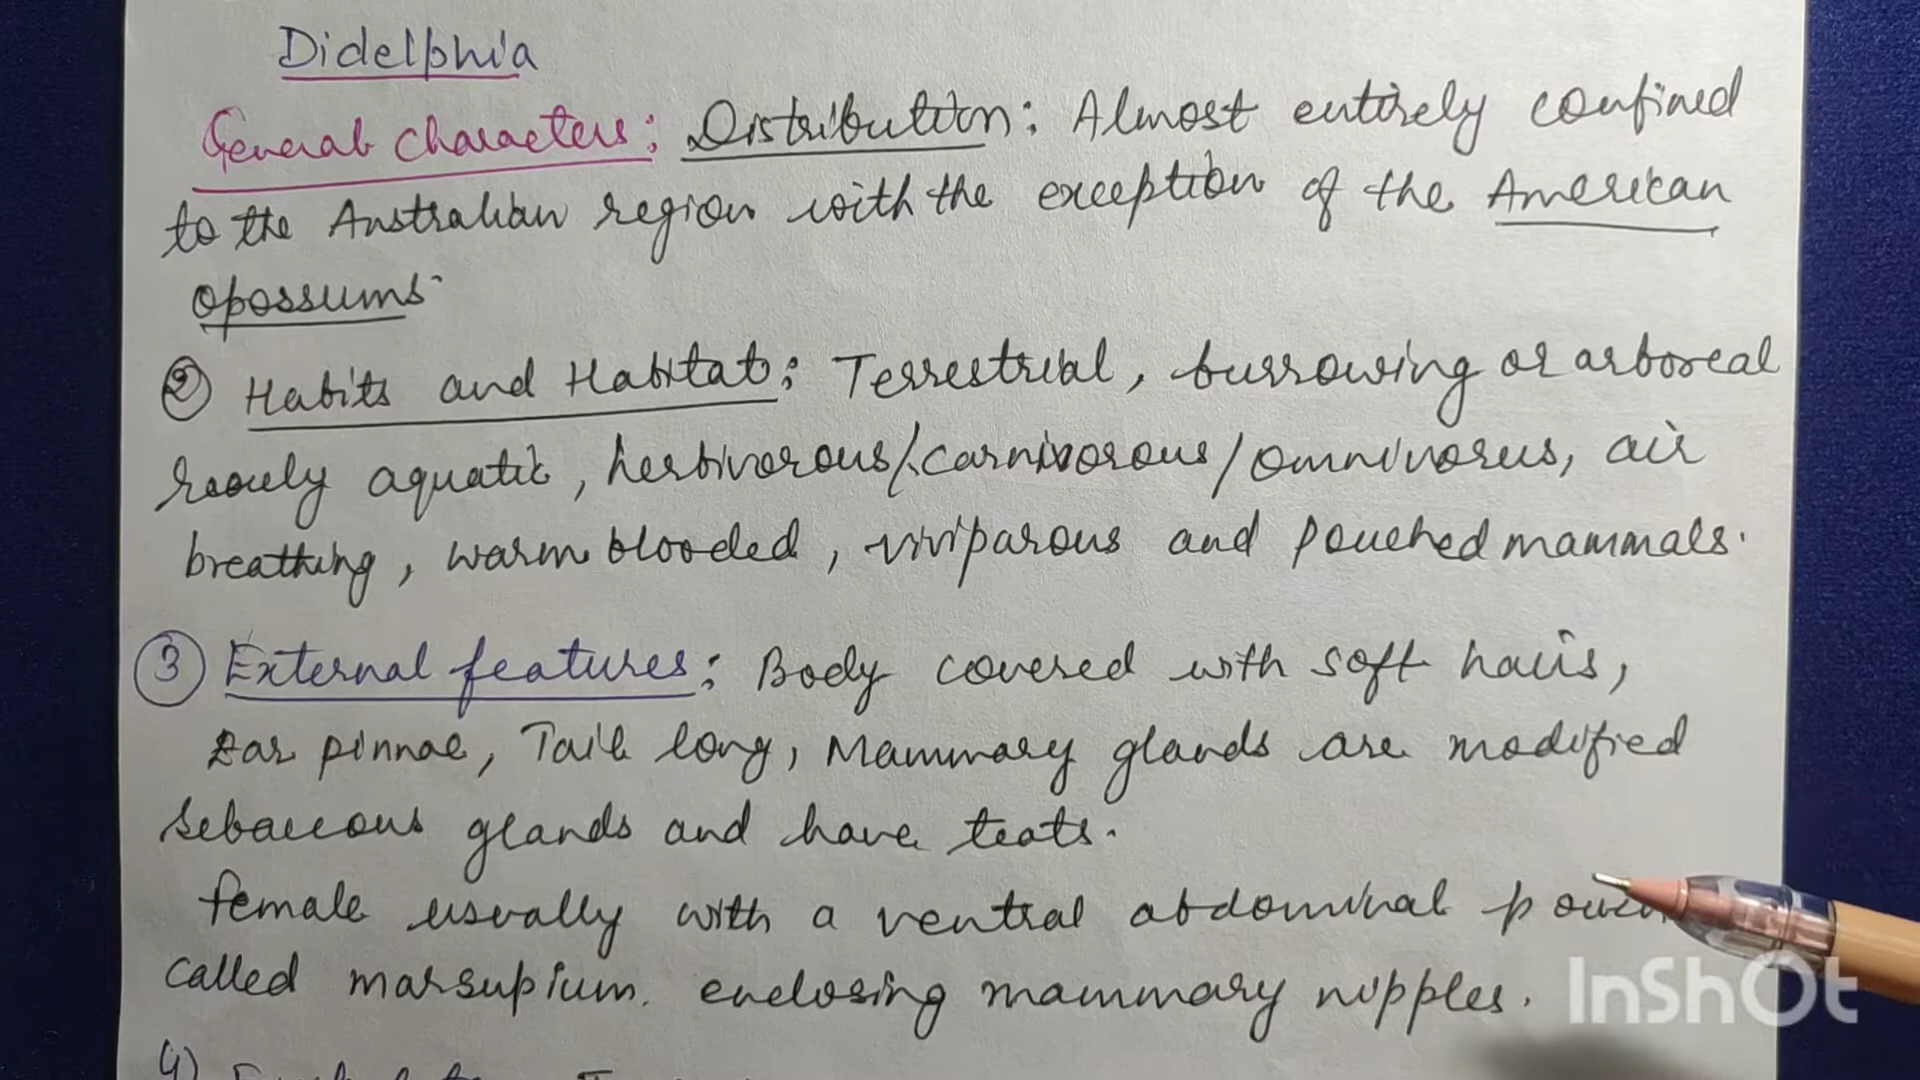 Didelphia
General characters: Distribution: Almost entirely confined
to the Australian region with the exception of the American
opossums.
② Habits and Habitat: Terrestrial, burrowing or arboreal
rarely aquatic, herbivorous/carnivorous/omnivorus, air
breathing, warm blooded, viviparous and pouched mammals.
③ External features: Body covered with soft hairs,
Ear pinnae, Tail long, Mammary glands are modified
sebaceous glands and have teats.
female usually with a ventral abdominal pouch
called marsupium. enclosing mammary nipples.
InShOt
4)